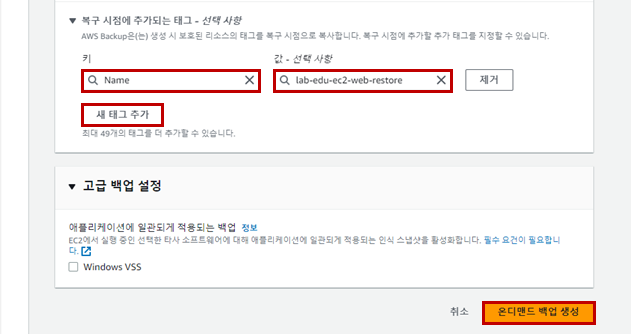 복구 시점에 추가되는 태그 - 선택 사항
AWS Backup은(는) 생성 시 보호된 리소스의 태그를 복구 시점으로 복사합니다. 복구 시점에 추가할 추가 태그를 지정할 수 있습니다.
키 값 - 선택 사항
Name lab-edu-ec2-web-restore 제거
새 태그 추가
최대 49개의 태그를 더 추가할 수 있습니다.
고급 백업 설정
애플리케이션에 일관되게 적용되는 백업 정보
EC2에서 실행 중인 선택한 타사 소프트웨어에 대해 애플리케이션에 일관되게 적용되는 인식 스냅샷을 활성화합니다. 필수 요건이 필요합니
다.
Windows VSS
취소 온디맨드 백업 생성